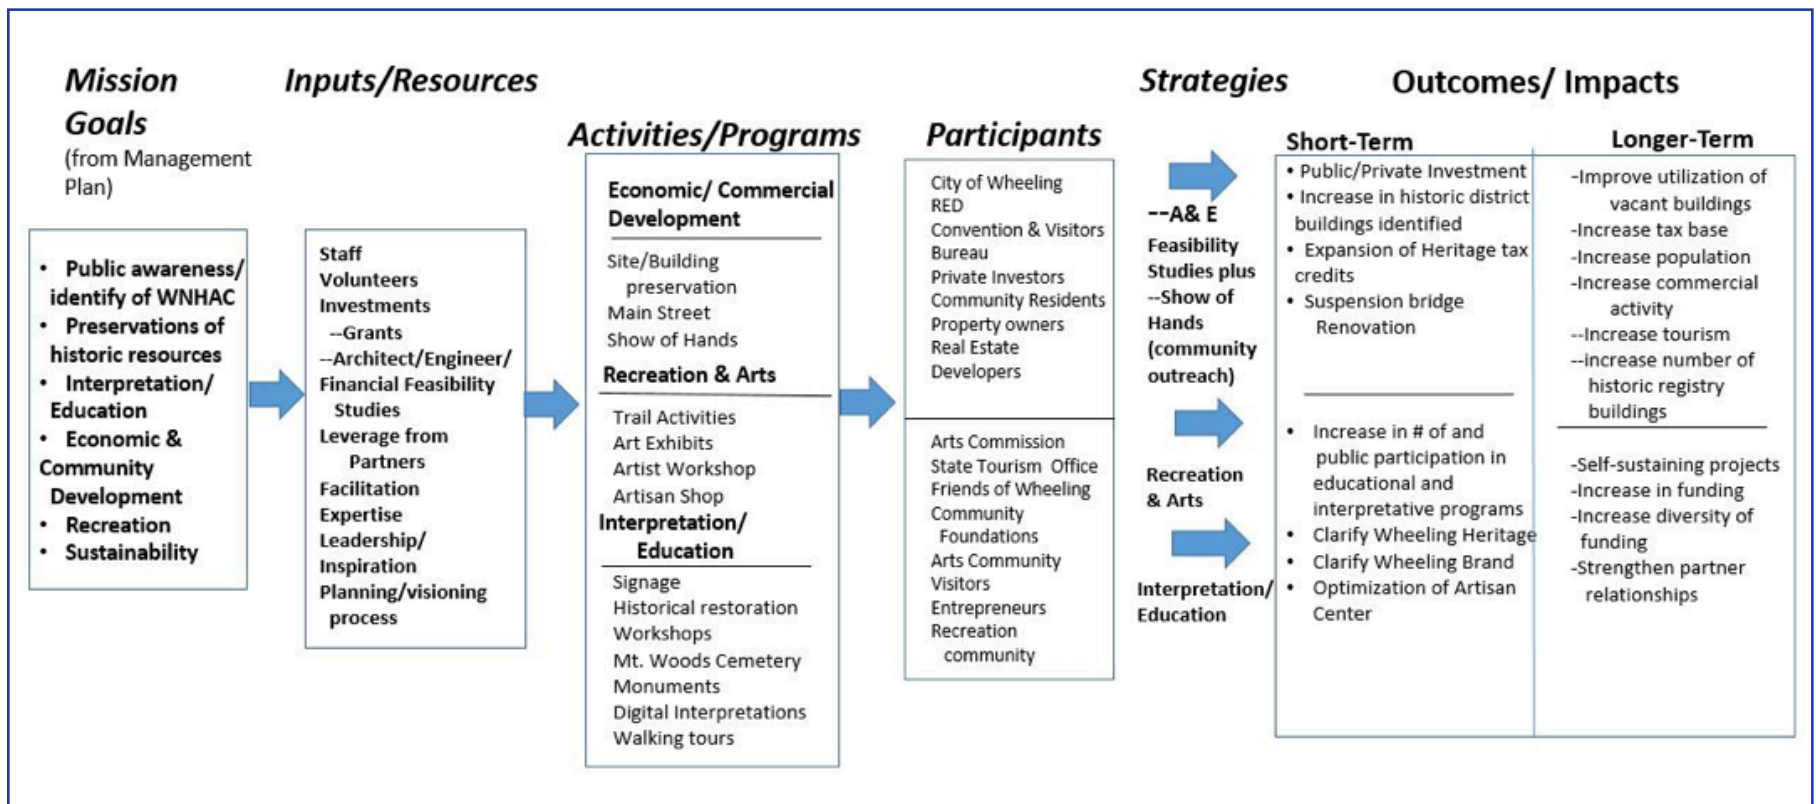 Mission
Goals
(from Management
Plan)
• Public awareness/
identify of WNHAC
• Preservations of
historic resources
• Interpretation/
Education
• Economic &
Community
Development
• Recreation
• Sustainability
Inputs/Resources
Staff
Volunteers
Investments
--Grants
--Architect/Engineer/
Financial Feasibility
Studies
Leverage from
Partners
Facilitation
Expertise
Leadership/
Inspiration
Planning/visioning
process
Activities/Programs
Economic/ Commercial
Development
Site/Building
preservation
Main Street
Show of Hands
Recreation & Arts
Trail Activities
Art Exhibits
Artist Workshop
Artisan Shop
Interpretation/
Education
Signage
Historical restoration
Workshops
Mt. Woods Cemetery
Monuments
Digital Interpretations
Walking tours
Participants
City of Wheeling
RED
Convention & Visitors
Bureau
Private Investors
Community Residents
Property owners
Real Estate
Developers
Arts Commission
State Tourism Office
Friends of Wheeling
Community
Foundations
Arts Community
Visitors
Entrepreneurs
Recreation
community
Strategies
--A& E
Feasibility
Studies plus
--Show of
Hands
(community
outreach)
Recreation
& Arts
Interpretation/
Education
Outcomes/ Impacts
Short-Term
• Public/Private Investment
• Increase in historic district
buildings identified
• Expansion of Heritage tax
credits
• Suspension bridge
Renovation
• Increase in # of and
public participation in
educational and
interpretative programs
• Clarify Wheeling Heritage
• Clarify Wheeling Brand
• Optimization of Artisan
Center
Longer-Term
-Improve utilization of
vacant buildings
-Increase tax base
-Increase population
-Increase commercial
activity
--Increase tourism
--increase number of
historic registry
buildings
-Self-sustaining projects
-Increase in funding
-Increase diversity of
funding
-Strengthen partner
relationships